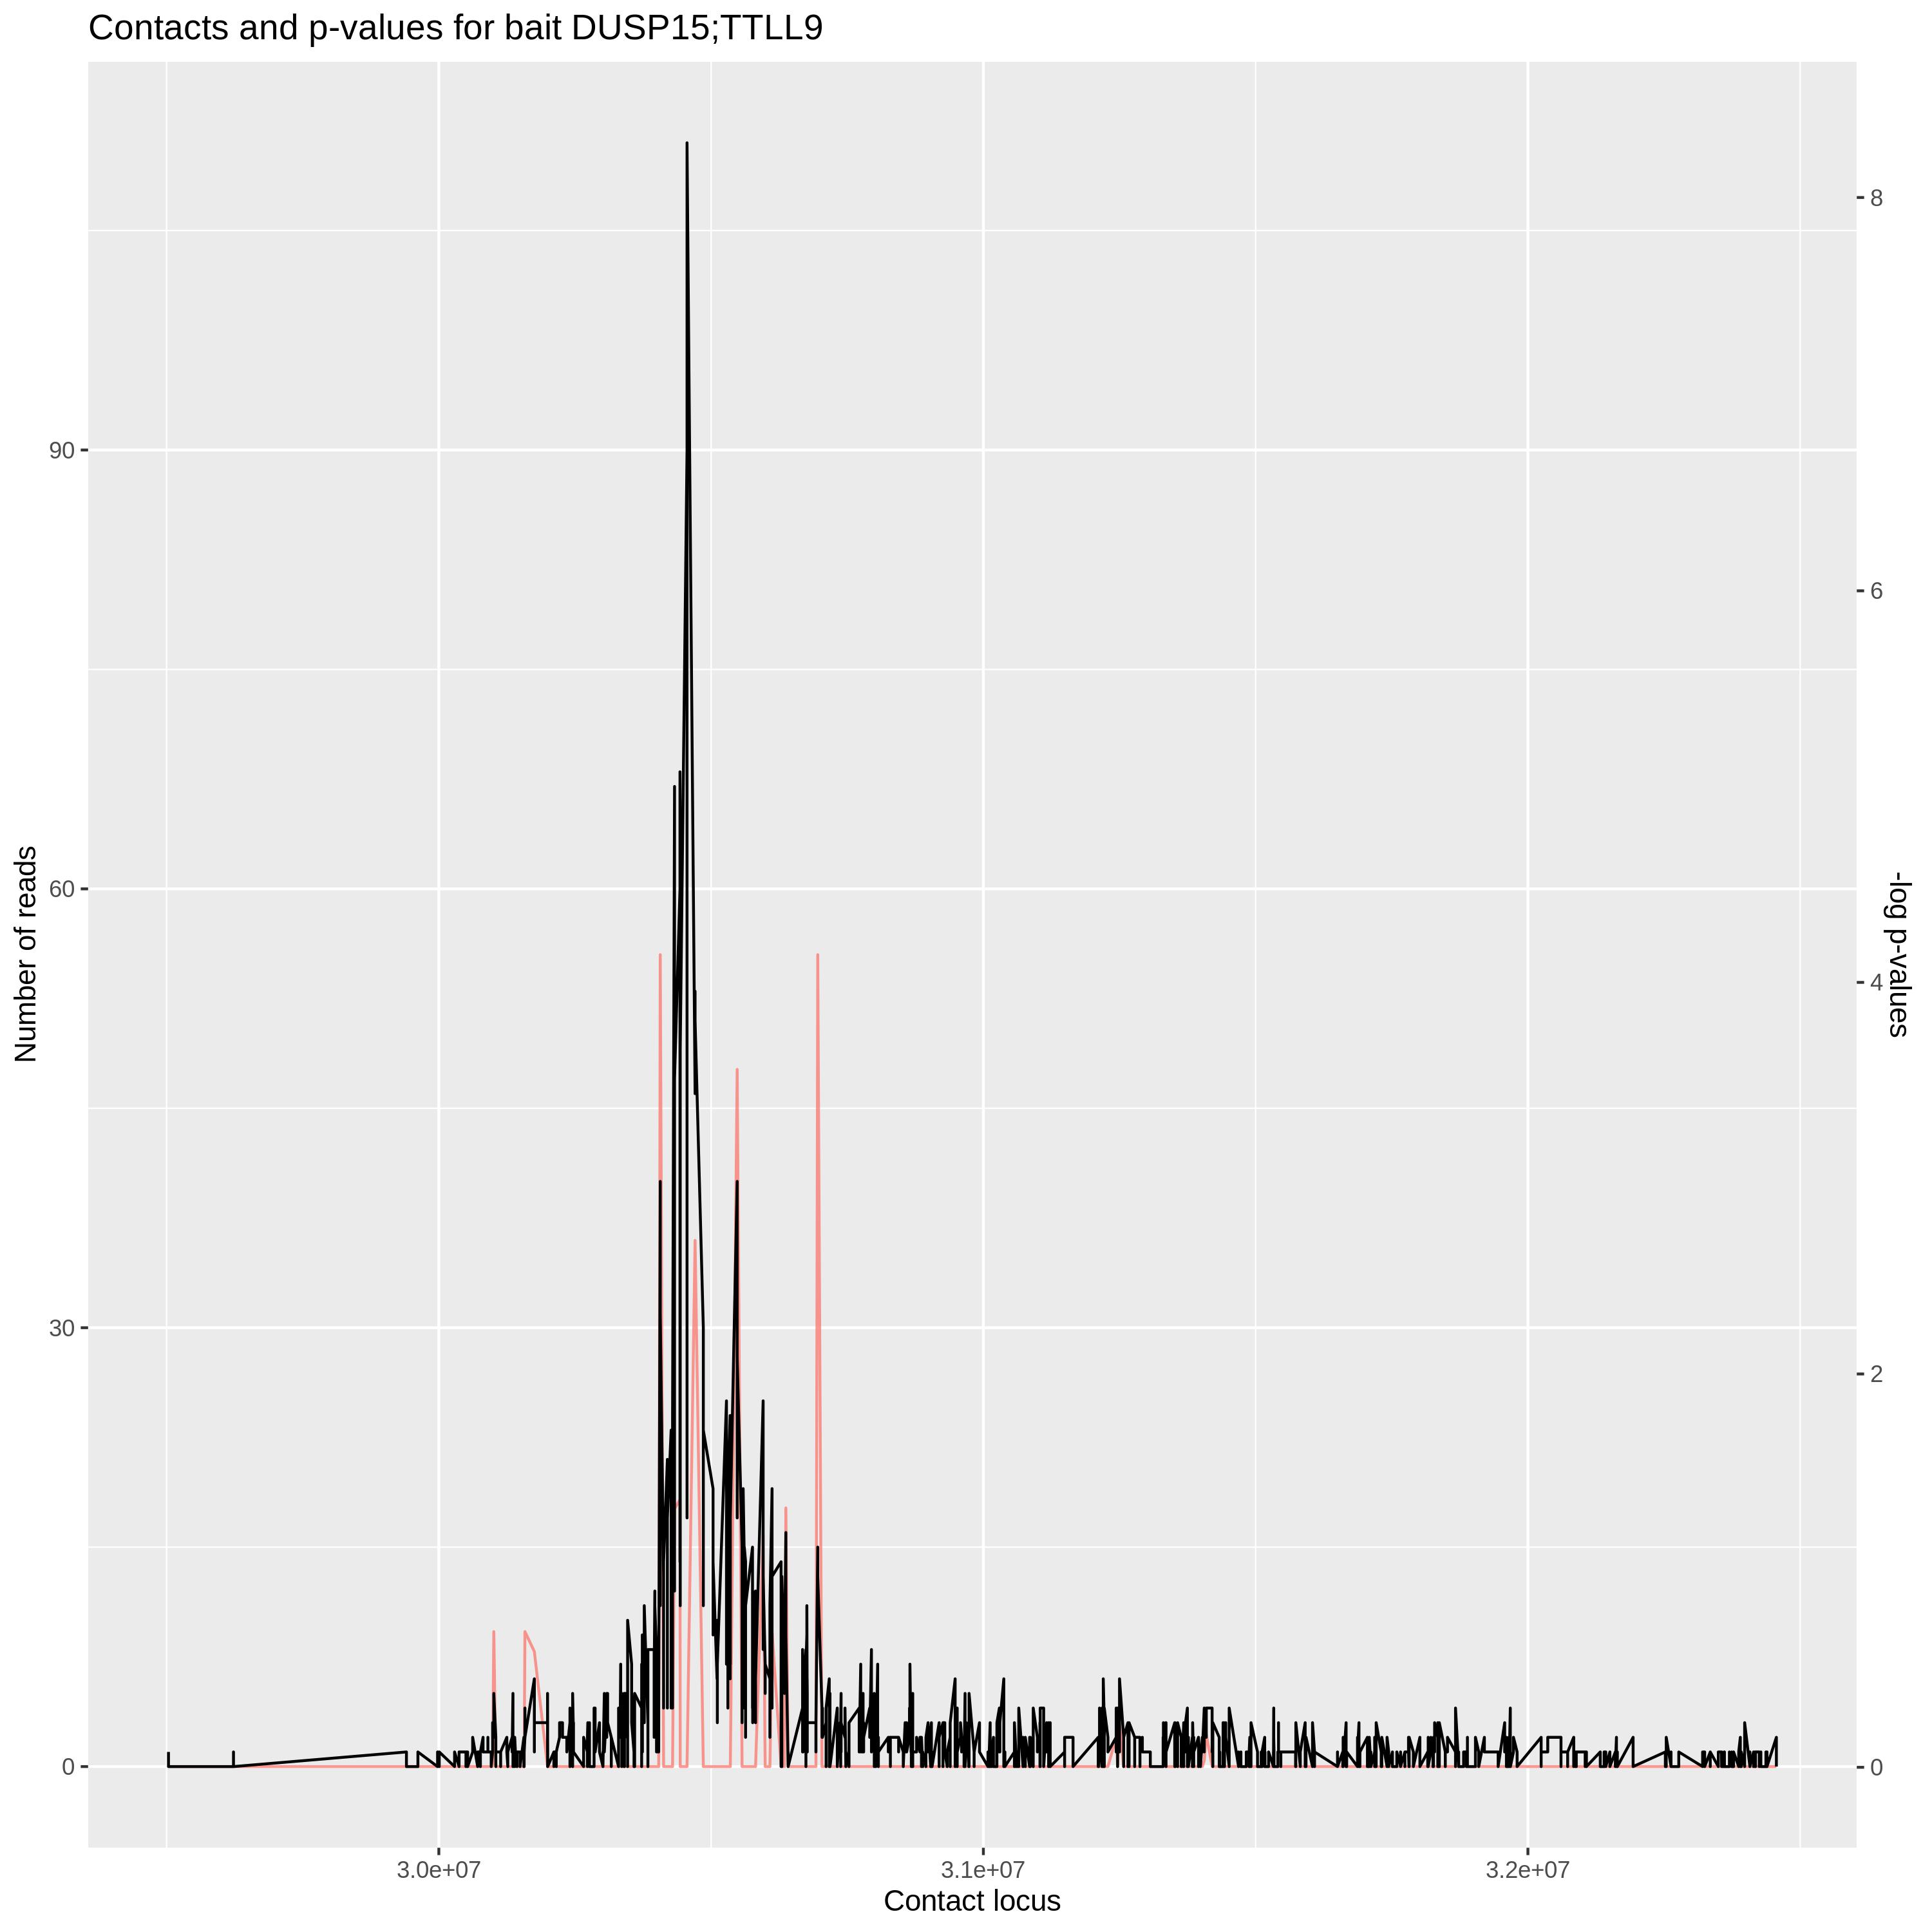 Contacts and p-values for bait DUSP15;TTLL9
Number of reads
90
60
30
0
8
6
4
2
0
-log p-values
3.0e+07
3.1e+07
3.2e+07
Contact locus